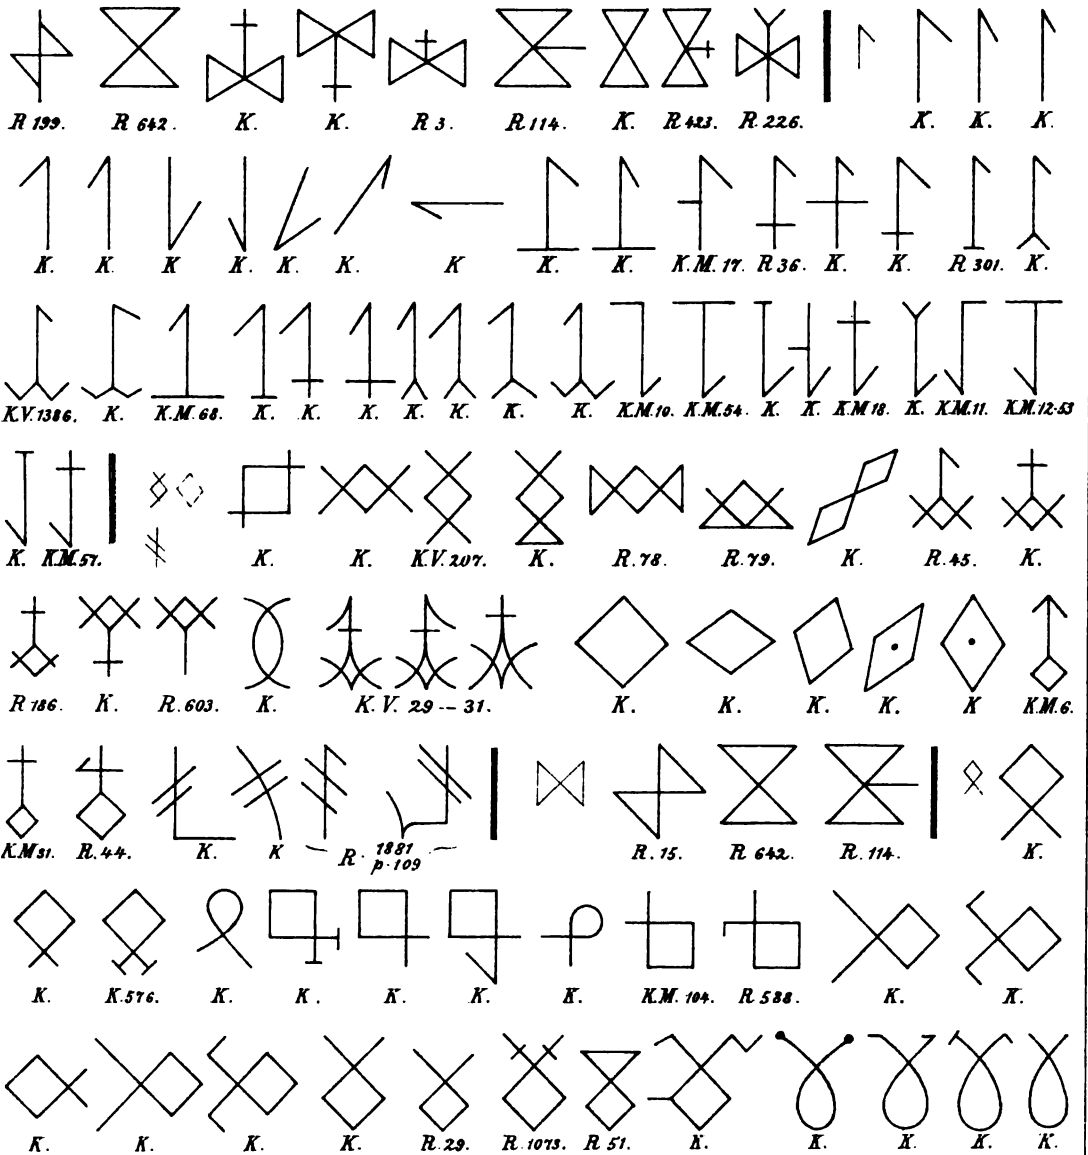 R 199. R 642. K. K. R 3. R. 114. K. R 423. R. 226. K. K. K.
K. K. K K. K. K. K K. K. K.M. 17. R 36. K. K. R 301. K.
K.V. 1386. K. K.M. 68. K. K. K. K. K. K. K. K.M. 10. K.M. 54. K. K. K.M 18. K. K.M. 11. K.M. 12·53
K. K.M. 57. K. K. K.V. 207. K. R. 78. R. 79. K. R. 45. K.
R 186. K. R. 603. K. K. V. 29 -- 31. K. K. K. K. K K.M. 6.
K.M 31. R. 44. K. K R. 1881 p. 109 R. 15. R 642. R. 114. K.
K. K. 576. K. K. K. K. K. K.M. 104. R 588. K. K.
K. K. K. K. R. 29. R. 1073. R 51. K. K. K. K. K.